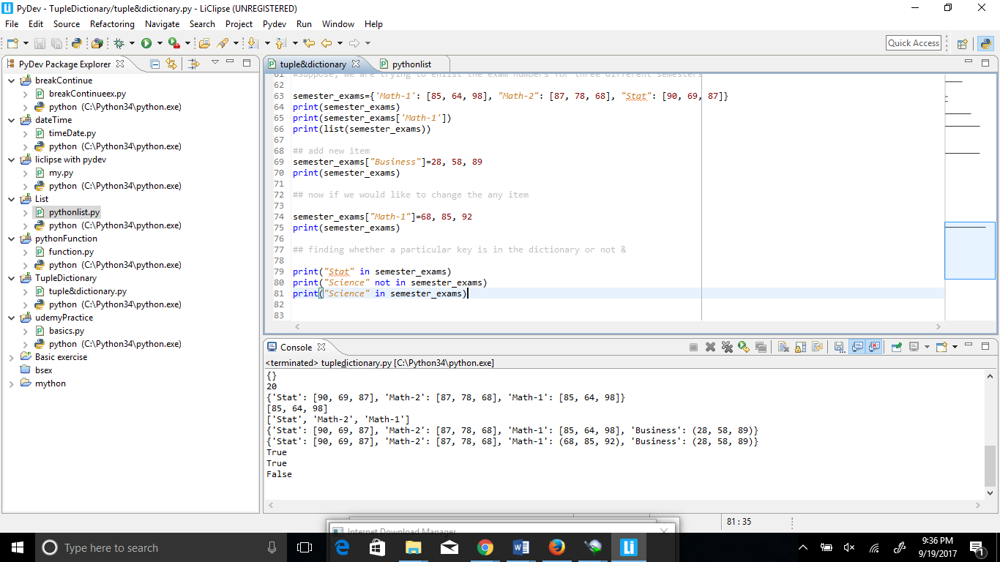 PyDev - TupleDictionary/tuple&dictionary.py - LiClipse (UNREGISTERED)
File Edit Source Refactoring Navigate Search Project Pydev Run Window Help
Quick Access
PyDev Package Explorer
breakContinue
breakContinueex.py
python (C:\Python34\python.exe)
dateTime
timeDate.py
python (C:\Python34\python.exe)
liclipse with pydev
my.py
python (C:\Python34\python.exe)
List
pythonlist.py
python (C:\Python34\python.exe)
pythonFunction
function.py
python (C:\Python34\python.exe)
TupleDictionary
tuple&dictionary.py
python (C:\Python34\python.exe)
udemyPractice
basics.py
python (C:\Python34\python.exe)
Basic exercise
bsex
mython
tuple&dictionary pythonlist
61 #Suppose, we are trying to enlist the exam numbers for three different semesters
62
63 semester_exams={'Math-1': [85, 64, 98], "Math-2": [87, 78, 68], "Stat": [90, 69, 87]}
64 print(semester_exams)
65 print(semester_exams['Math-1'])
66 print(list(semester_exams))
67
68 ## add new item
69 semester_exams["Business"]=28, 58, 89
70 print(semester_exams)
71
72 ## now if we would like to change the any item
73
74 semester_exams["Math-1"]=68, 85, 92
75 print(semester_exams)
76
77 ## finding whether a particular key is in the dictionary or not &
78
79 print("Stat" in semester_exams)
80 print("Science" not in semester_exams)
81 print("Science" in semester_exams)
82
83
Console
<terminated> tupledictionary.py [C:\Python34\python.exe]
{}
20
{'Stat': [90, 69, 87], 'Math-2': [87, 78, 68], 'Math-1': [85, 64, 98]}
[85, 64, 98]
['Stat', 'Math-2', 'Math-1']
{'Stat': [90, 69, 87], 'Math-2': [87, 78, 68], 'Math-1': [85, 64, 98], 'Business': (28, 58, 89)}
{'Stat': [90, 69, 87], 'Math-2': [87, 78, 68], 'Math-1': (68, 85, 92), 'Business': (28, 58, 89)}
True
True
False
81 : 35
Internet Download Manager
Type here to search
Li
9:36 PM
9/19/2017
1